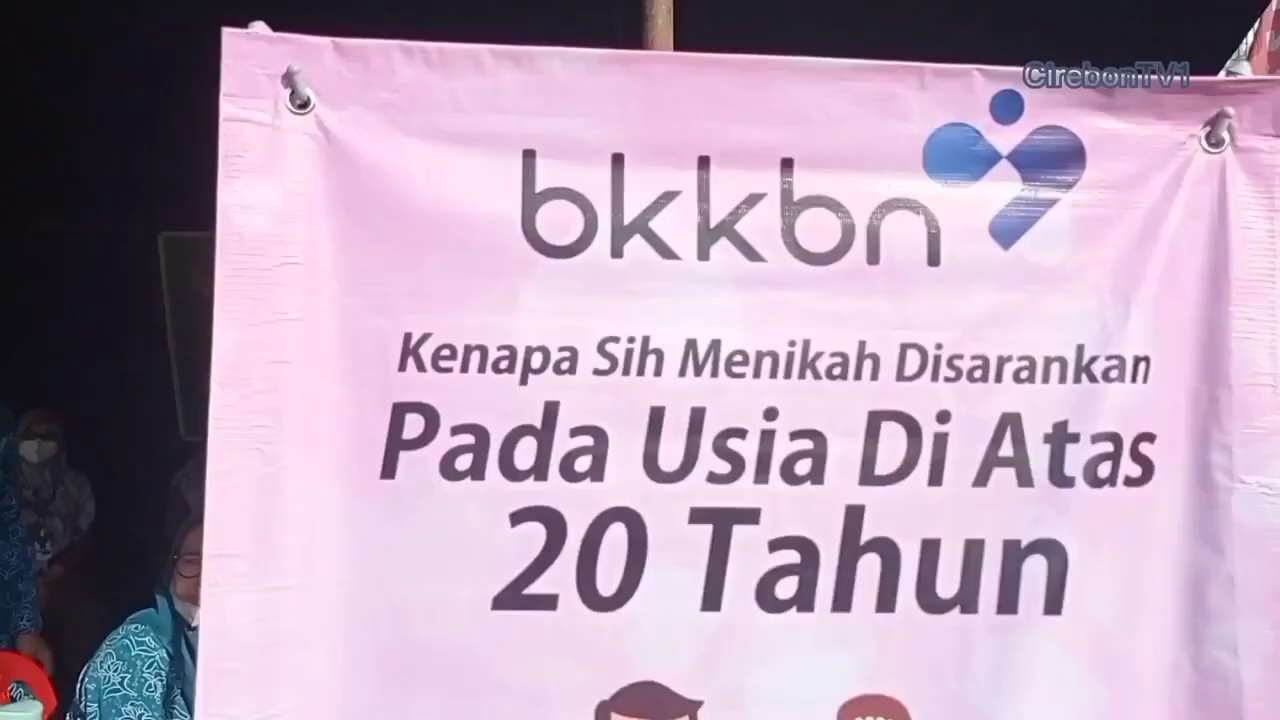 CirebonTV1
bkkbn
Kenapa Sih Menikah Disarankan
Pada Usia Di Atas
20 Tahun